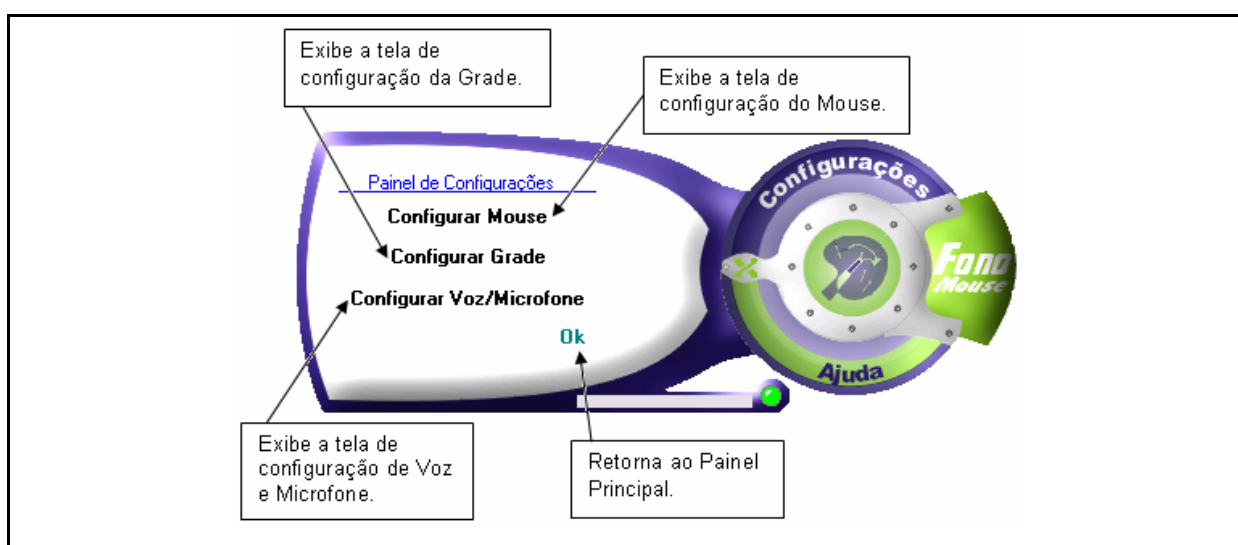 Exibe a tela de
configuração da Grade.
Exibe a tela de
configuração do Mouse.
Painel de Configurações
Configurar Mouse
Configurar Grade
Configurar Voz/Microfone
Ok
Configurações
Fono
Mouse
Ajuda
Exibe a tela de
configuração de Voz
e Microfone.
Retorna ao Painel
Principal.